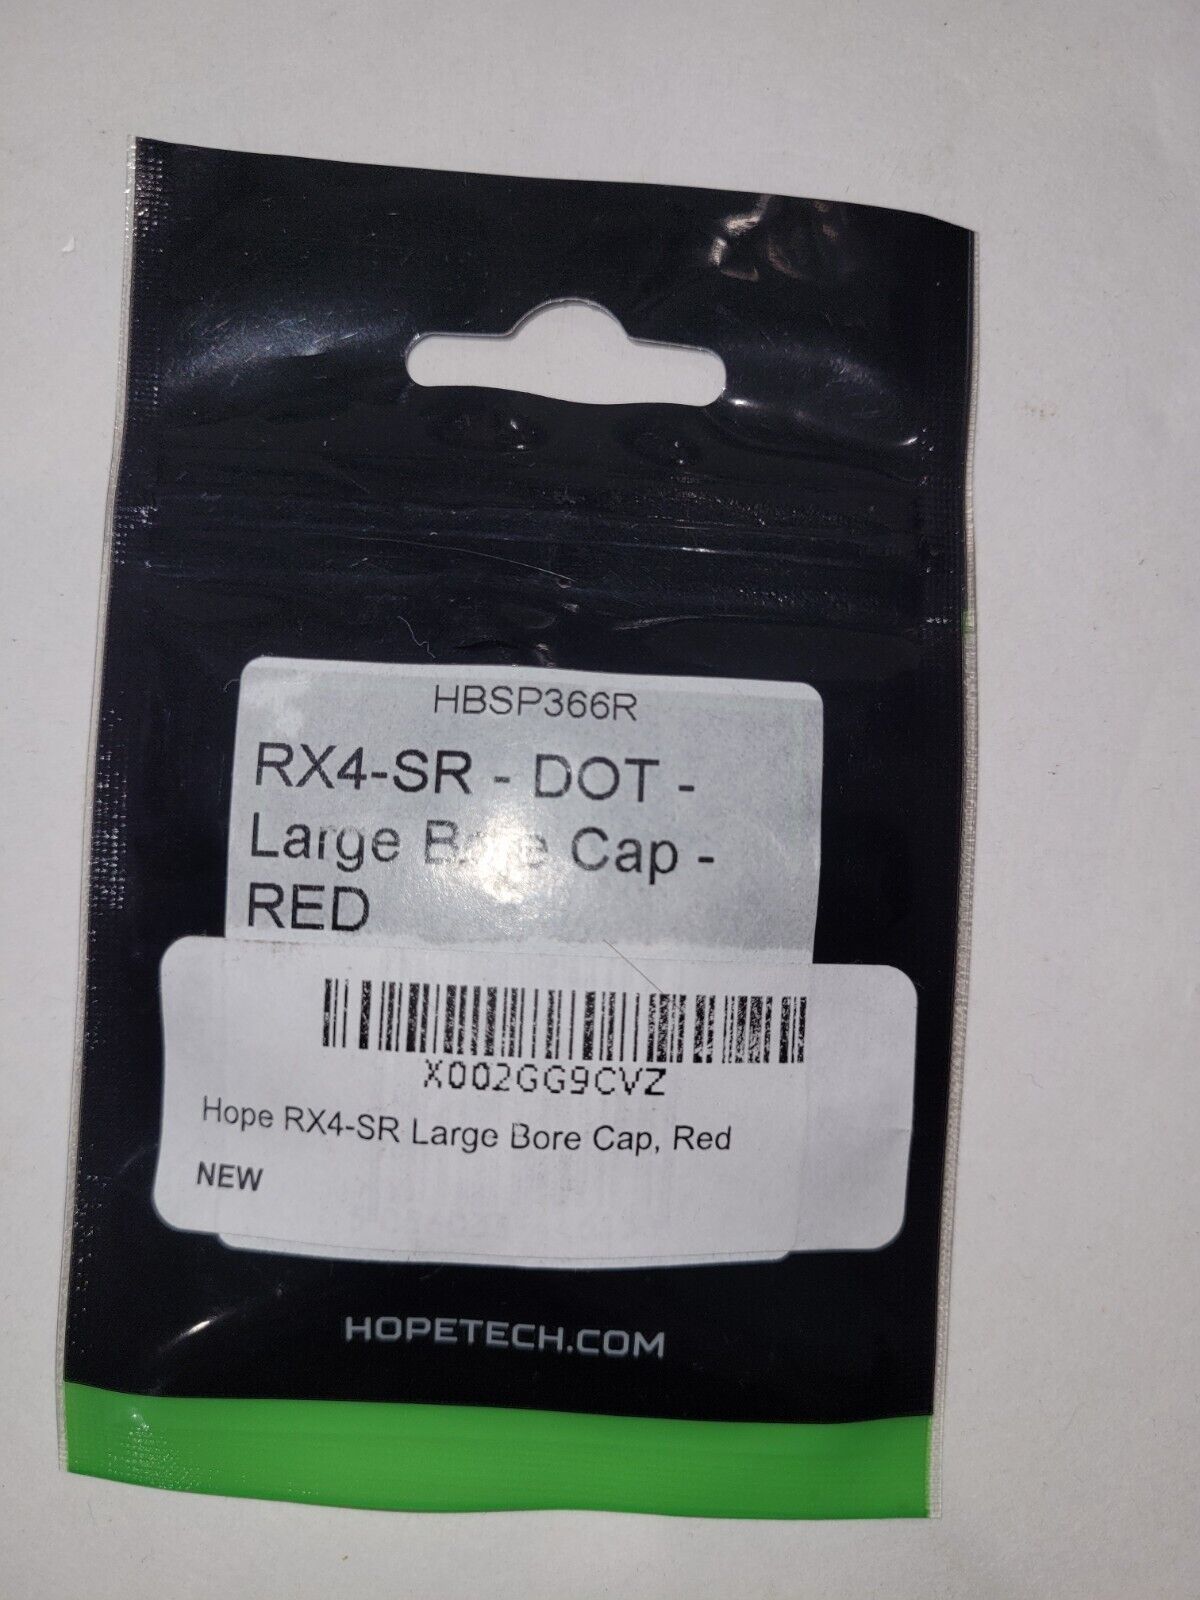 HBSP366R
RX4-SR - DOT -
Large Bore Cap -
RED
X002GG9CVZ
Hope RX4-SR Large Bore Cap, Red
NEW
HOPETECH.COM